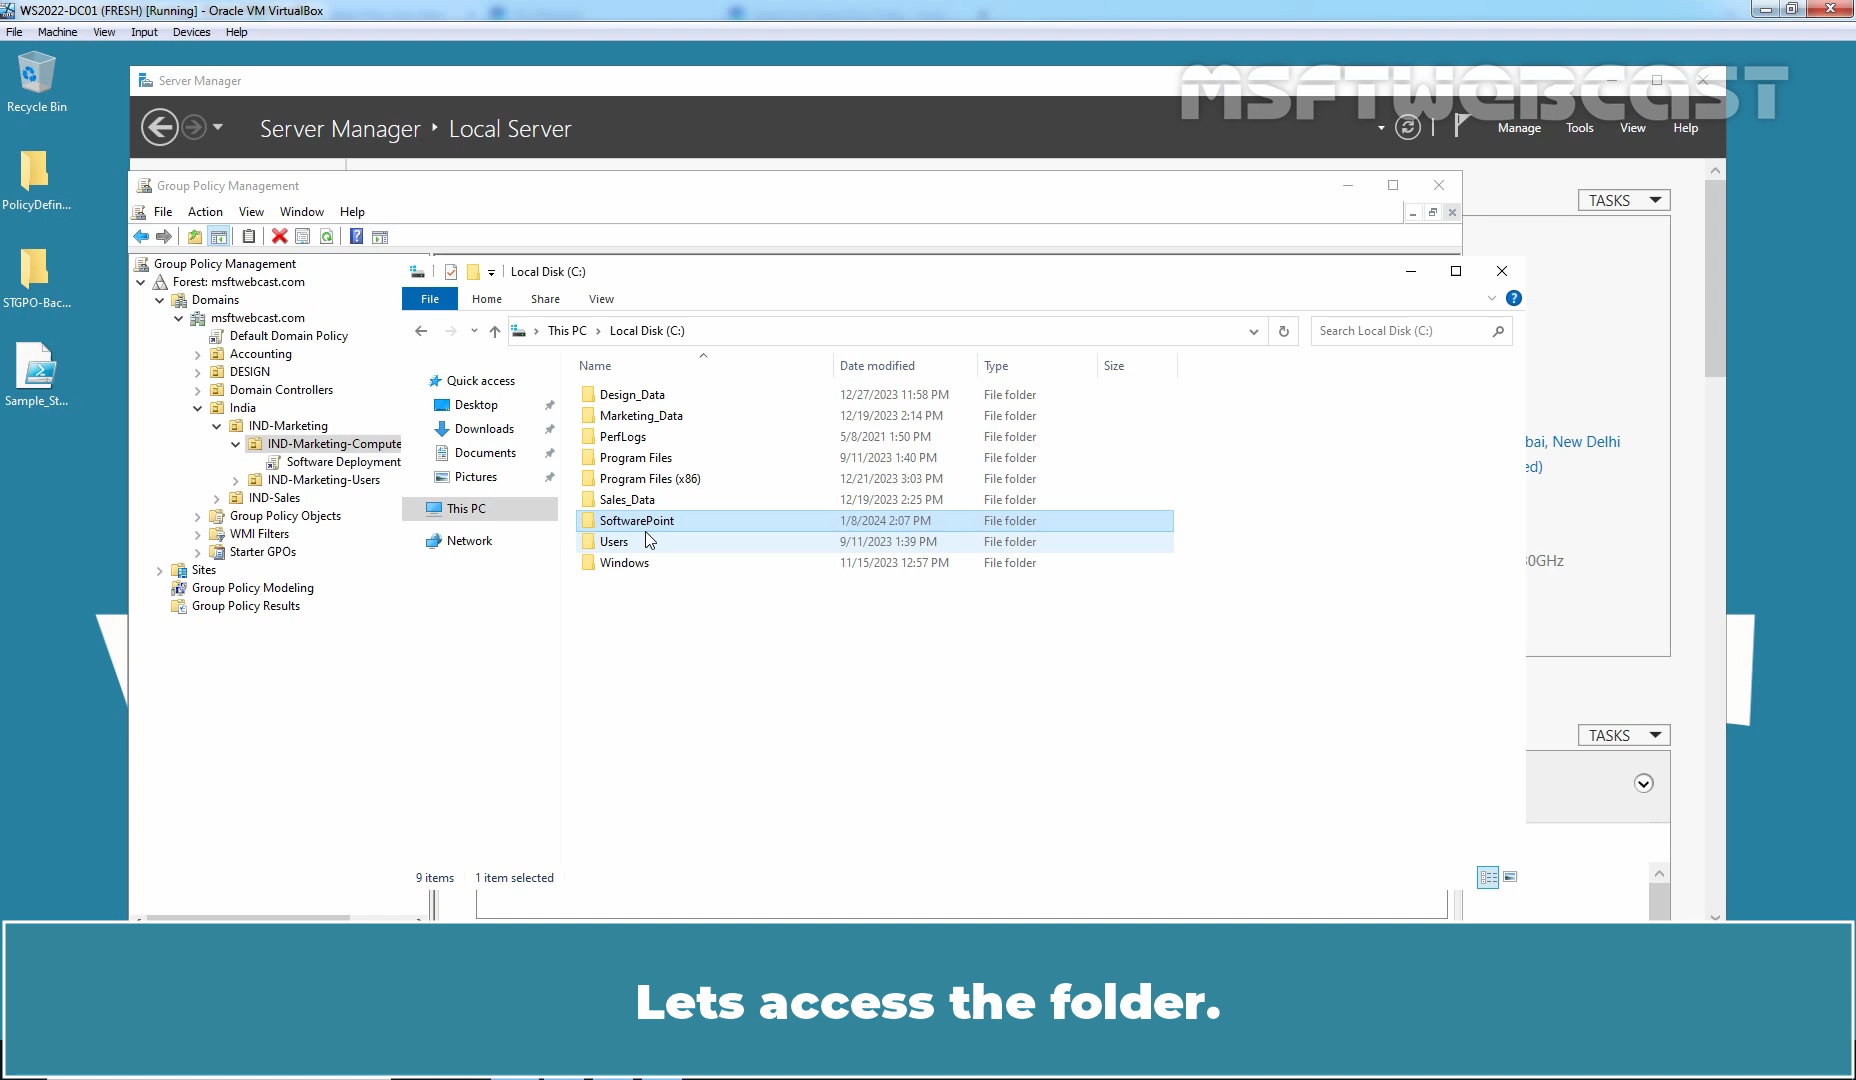 WS2022-DC01 (FRESH) [Running] - Oracle VM VirtualBox
File Machine View Input Devices Help
Recycle Bin
PolicyDefin...
STGPO-Bac...
Sample_St...
Server Manager
MSFTWEBCAST
Server Manager Local Server
Manage Tools View Help
TASKS
Group Policy Management
File Action View Window Help
Group Policy Management
Forest: msftwebcast.com
Domains
msftwebcast.com
Default Domain Policy
Accounting
DESIGN
Domain Controllers
India
IND-Marketing
IND-Marketing-Compute
Software Deployment
IND-Marketing-Users
IND-Sales
Group Policy Objects
WMI Filters
Starter GPOs
Sites
Group Policy Modeling
Group Policy Results
Local Disk (C:)
File Home Share View
This PC Local Disk (C:)
Search Local Disk (C:)
Quick access
Desktop
Downloads
Documents
Pictures
This PC
Network
Name Date modified Type Size
Design_Data 12/27/2023 11:58 PM File folder
Marketing_Data 12/19/2023 2:14 PM File folder
PerfLogs 5/8/2021 1:50 PM File folder
Program Files 9/11/2023 1:40 PM File folder
Program Files (x86) 12/21/2023 3:03 PM File folder
Sales_Data 12/19/2023 2:25 PM File folder
SoftwarePoint 1/8/2024 2:07 PM File folder
Users 9/11/2023 1:39 PM File folder
Windows 11/15/2023 12:57 PM File folder
9 items 1 item selected
bai, New Delhi
ed)
0GHz
TASKS
Lets access the folder.